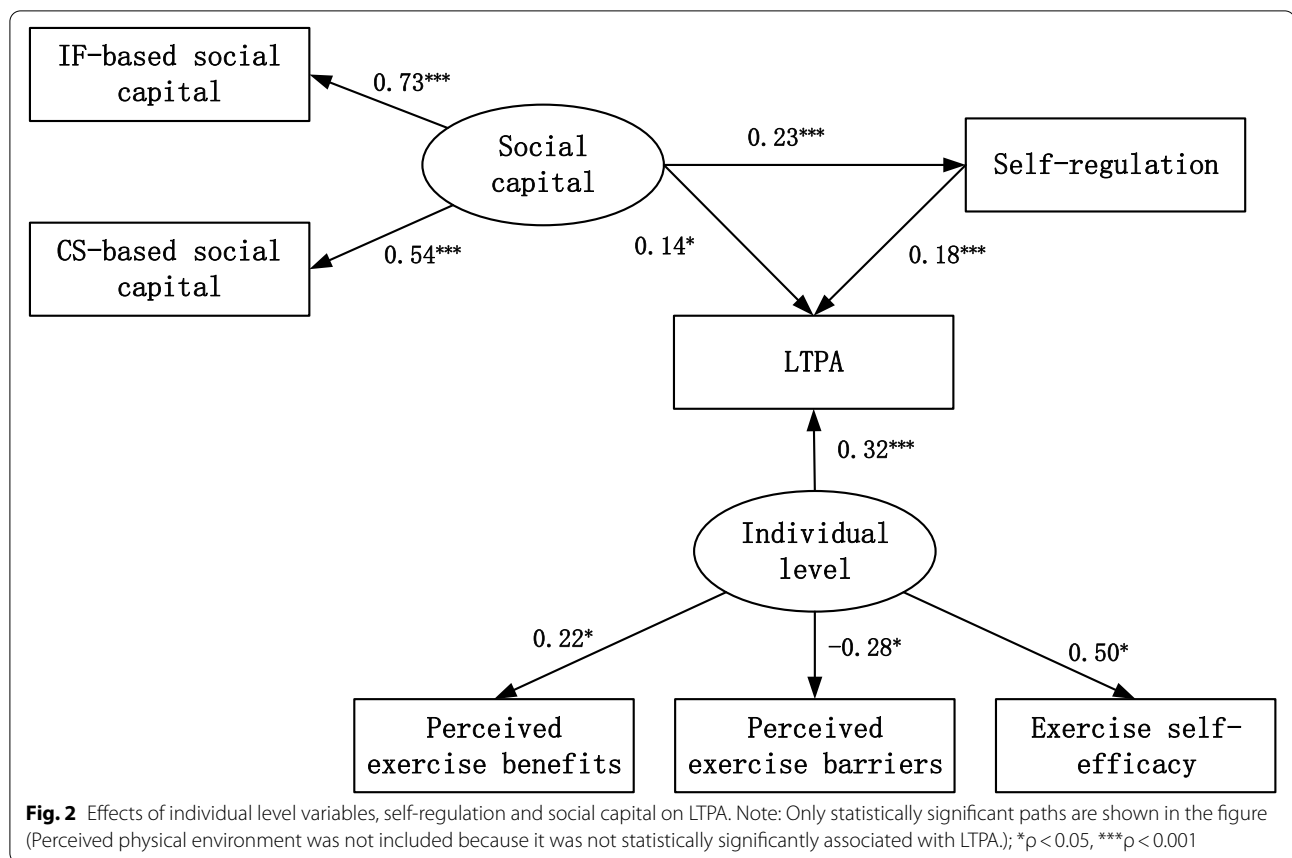 IF-based social
capital
0.73***
Social
capital
0.23***
Self-regulation
CS-based social
capital
0.54***
0.14*
0.18***
LTPA
0.32***
Individual
level
0.22*
-0.28*
0.50*
Perceived
exercise benefits
Perceived
exercise barriers
Exercise self-
efficacy
Fig. 2 Effects of individual level variables, self-regulation and social capital on LTPA. Note: Only statistically significant paths are shown in the figure
(Perceived physical environment was not included because it was not statistically significantly associated with LTPA.); *ρ < 0.05, ***ρ < 0.001